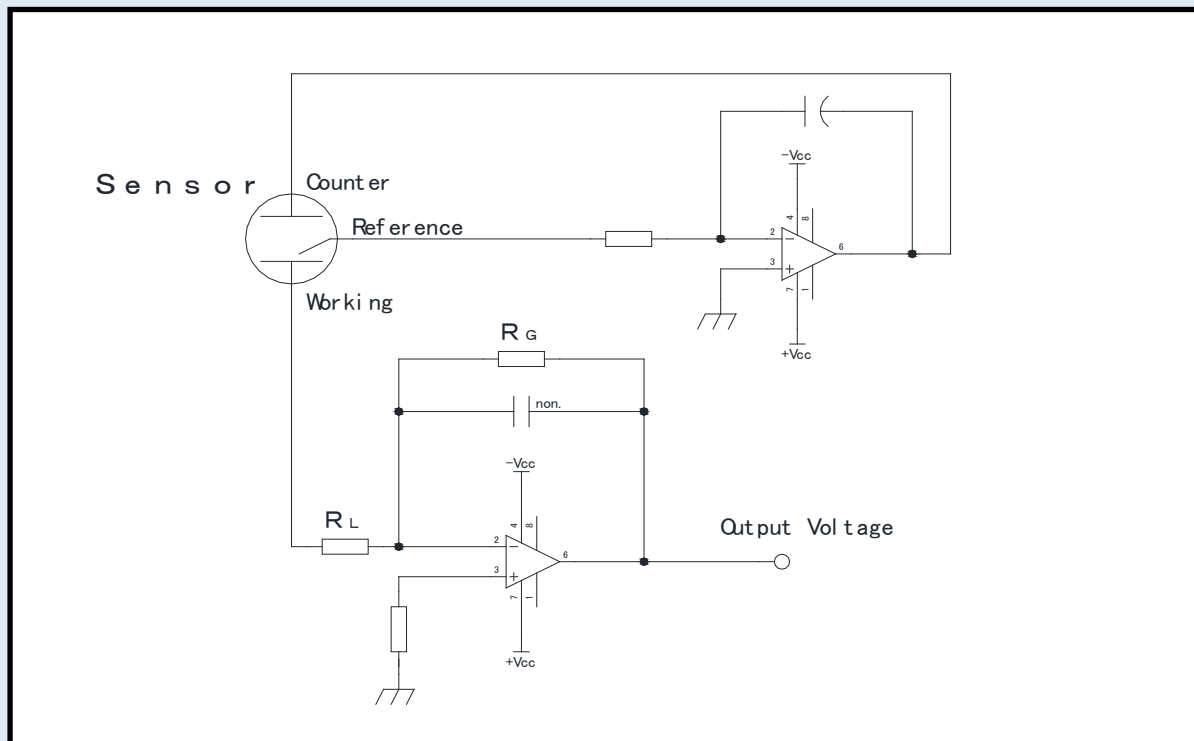 Sensor
Counter
Reference
Working
-Vcc
4
8
2
-
6
3
+
7
1
+Vcc
RG
non.
-Vcc
4
8
RL
2
-
6
3
+
7
1
+Vcc
Output Voltage